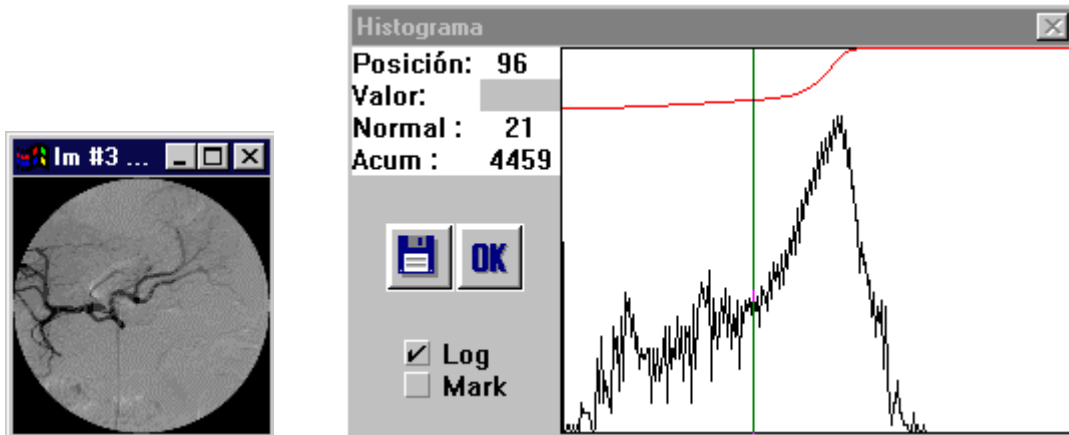 Im #3 ...
Histograma
Posición: 96
Valor:
Normal : 21
Acum : 4459
OK
Log
Mark